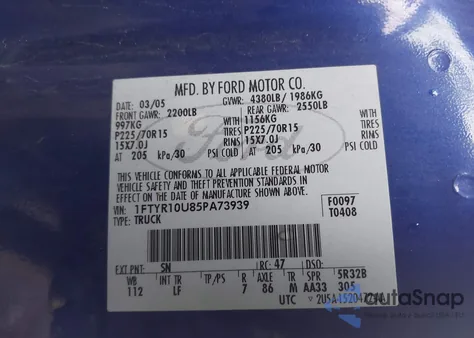 MFD. BY FORD MOTOR CO.
DATE: 03/05 GVWR: 4380LB / 1986KG
FRONT GAWR: 2200LB REAR GAWR: 2550LB
997KG WITH 1156KG WITH
P225/70R15 TIRES P225/70R15 TIRES
15X7.0J RIMS 15X7.0J RIMS
AT 205 kPa/30 AT 205 kPa/30
THIS VEHICLE CONFORMS TO ALL APPLICABLE FEDERAL MOTOR
VEHICLE SAFETY AND THEFT PREVENTION STANDARDS IN
EFFECT ON THE DATE OF MANUFACTURE SHOWN ABOVE.
VIN: 1FTYR10U85PA73939 F0097
TYPE: TRUCK T0408
EXT PNT: SN RC: 47 DSO:
WB INT TR TP/PS R AXLE TR SPR 5R32B
112 LF 7 86 M AA33 305
UTC
Ford
autoSnap